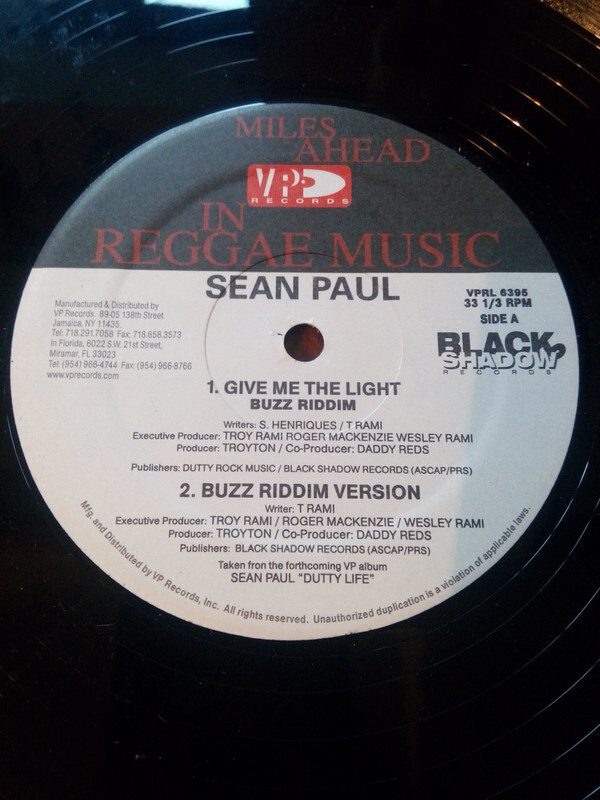 MILES
AHEAD
VP
RECORDS
IN
REGGAE MUSIC
SEAN PAUL
Manufactured & Distributed by
VP Records. 89-05 138th Street
Jamaica, NY 11435.
Tel: 718.291.7058 Fax: 718.658.3573
In Florida, 6022 S.W. 21st Street,
Miramar, FL 33023
Tel: (954) 966-4744 Fax: (954) 966-8766
www.vprecords.com
VPRL 6395
33 1/3 RPM
SIDE A
BLACK
SHADOW
RECORDS
1. GIVE ME THE LIGHT
BUZZ RIDDIM
Writers: S. HENRIQUES / T RAMI
Executive Producer: TROY RAMI ROGER MACKENZIE WESLEY RAMI
Producer: TROYTON / Co-Producer: DADDY REDS
Publishers: DUTTY ROCK MUSIC / BLACK SHADOW RECORDS (ASCAP/PRS)
2. BUZZ RIDDIM VERSION
Writer: T RAMI
Executive Producer: TROY RAMI / ROGER MACKENZIE / WESLEY RAMI
Producer: TROYTON / Co-Producer: DADDY REDS
Publishers: BLACK SHADOW RECORDS (ASCAP/PRS)
Taken fron the forthcoming VP album
SEAN PAUL "DUTTY LIFE"
Mfg. and Distributed by VP Records, Inc. All rights reserved. Unauthorized duplication is a violation of applicable laws.